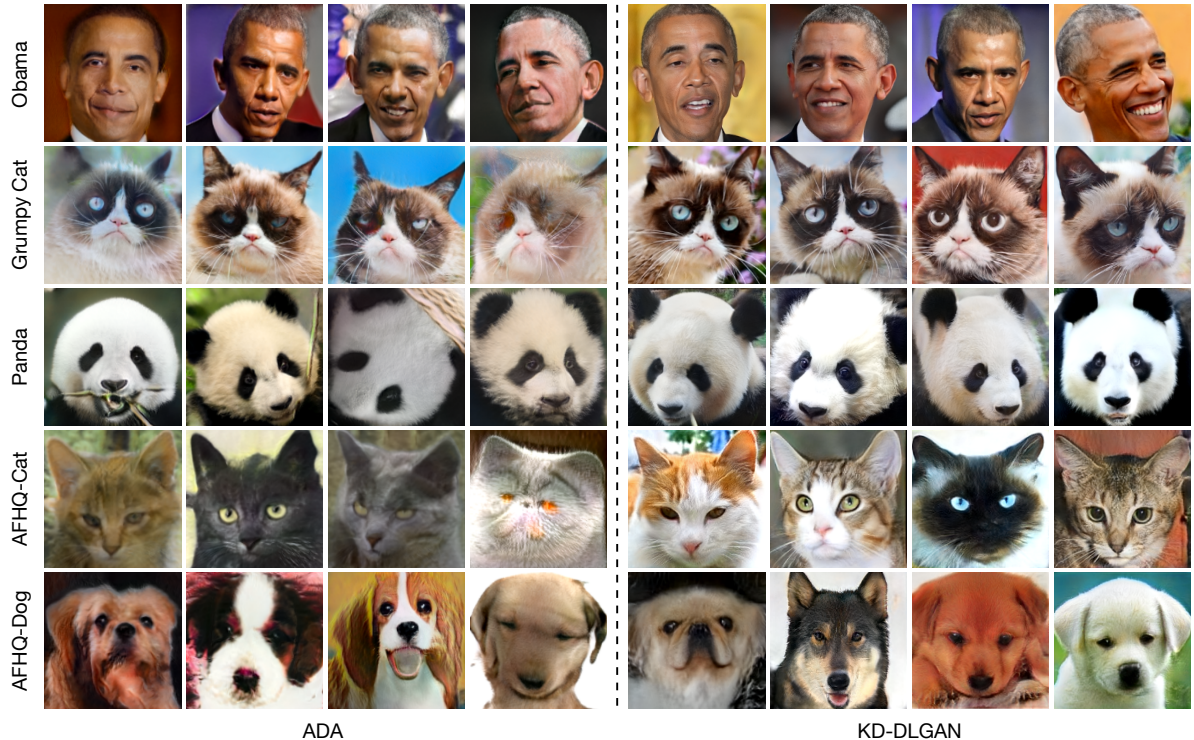 Obama
Grumpy Cat
Panda
AFHQ-Cat
AFHQ-Dog
ADA
KD-DLGAN